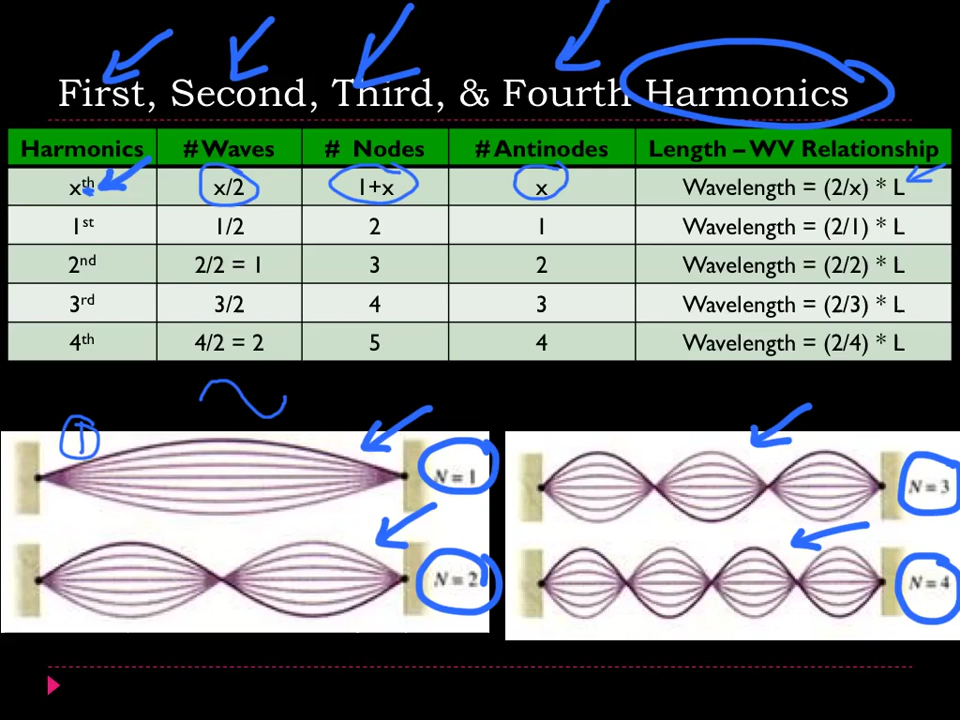 First, Second, Third, & Fourth Harmonics
Harmonics # Waves # Nodes # Antinodes Length – WV Relationship
xth x/2 1+x x Wavelength = (2/x) * L
1st 1/2 2 1 Wavelength = (2/1) * L
2nd 2/2 = 1 3 2 Wavelength = (2/2) * L
3rd 3/2 4 3 Wavelength = (2/3) * L
4th 4/2 = 2 5 4 Wavelength = (2/4) * L
N = 1
N = 2
N = 3
N = 4